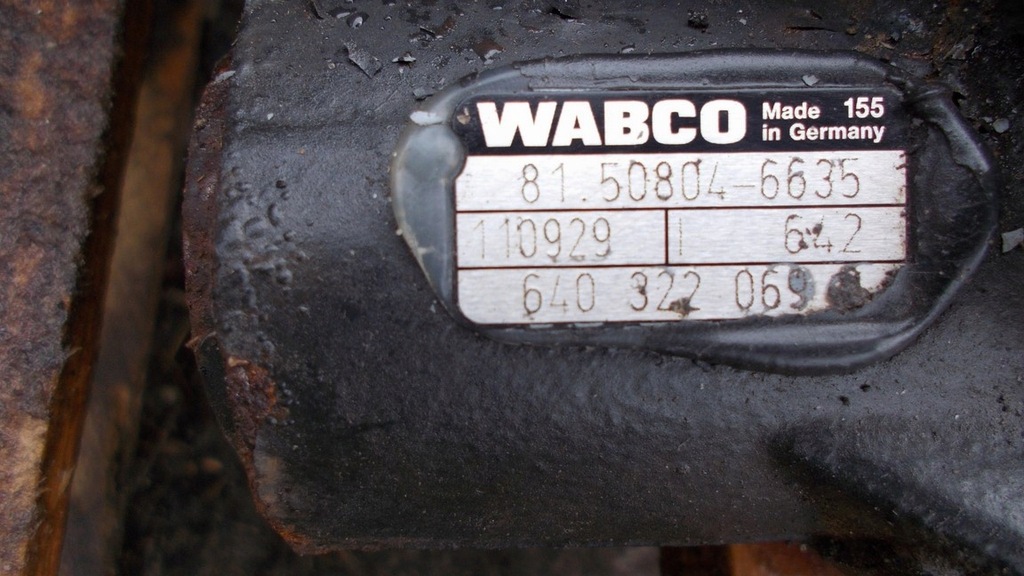 WABCO Made 155
in Germany
81.50804-6635
110929 | 642
640 322 069